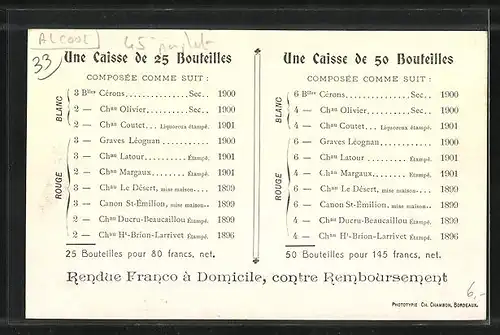 ALCOOL
33
Une Caisse de 25 Bouteilles
COMPOSÉE COMME SUIT :
BLANC
3 Blles Cérons................Sec.. 1900
2 — Chau Olivier.............Sec.. 1900
2 — Chau Coutet... Liquoreux étampé. 1901
ROUGE
3 — Graves Léognan............. 1900
3 — Chau Latour.......... Étampé. 1901
2 — Chau Margaux........ Étampé. 1901
3 — Chau Le Désert, mise maison.... 1899
3 — Canon St-Émilion, mise maison.. 1899
2 — Chau Ducru-Beaucaillou Étampé. 1899
2 — Chau Ht-Brion-Larrivet Étampé. 1896
25 Bouteilles pour 80 francs, net.
Une Caisse de 50 Bouteilles
COMPOSÉE COMME SUIT :
BLANC
6 Blles Cérons................Sec.. 1900
4 — Chau Olivier.............Sec.. 1900
4 — Chau Coutet... Liquoreux étampé. 1901
ROUGE
6 — Graves Léognan............. 1900
6 — Chau Latour.......... Étampé. 1901
4 — Chau Margaux........ Étampé. 1901
6 — Chau Le Désert, mise maison.... 1899
6 — Canon St-Émilion, mise maison.. 1899
4 — Chau Ducru-Beaucaillou Étampé. 1899
4 — Chau Ht-Brion-Larrivet Étampé. 1896
50 Bouteilles pour 145 francs, net.
Rendue Franco à Domicile, contre Remboursement
6,-
PHOTOTYPIE CH. CHAMBON, BORDEAUX.